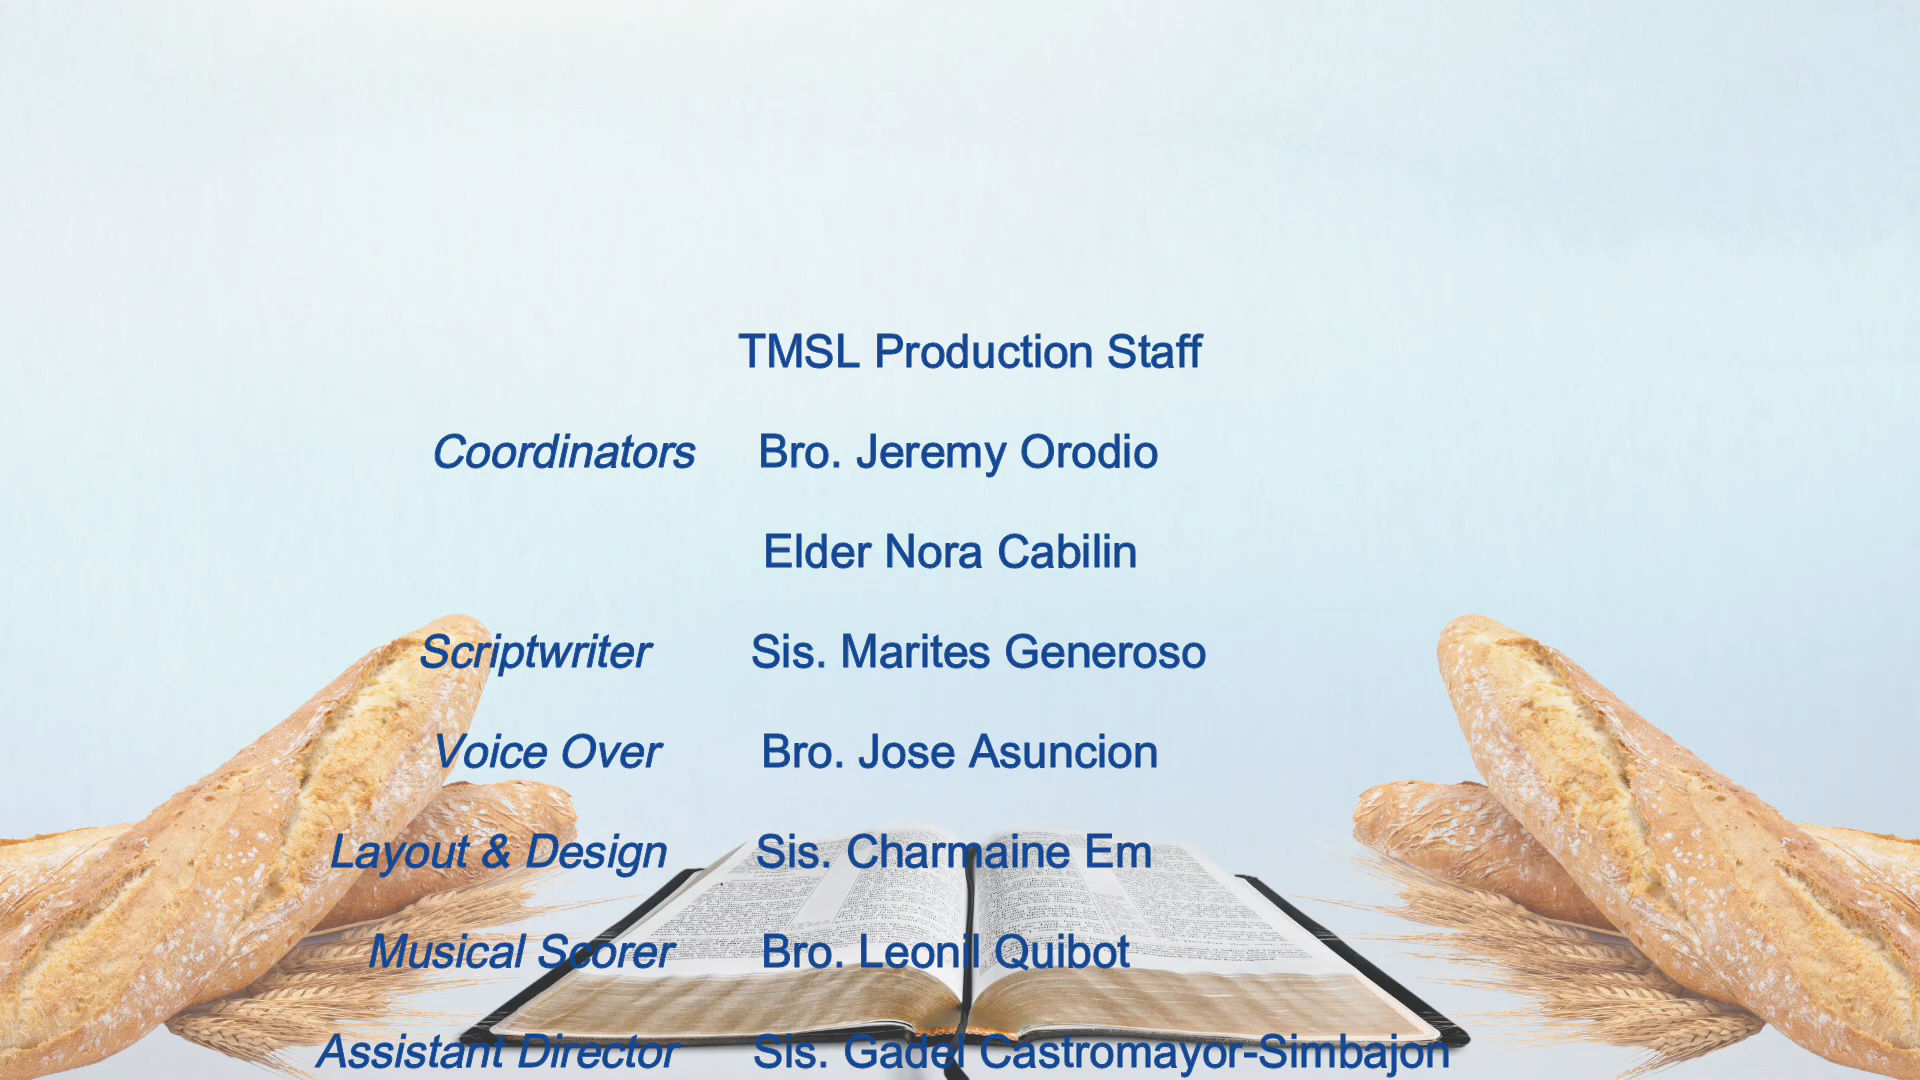 TMSL Production Staff
Coordinators Bro. Jeremy Orodio
Elder Nora Cabilin
Scriptwriter Sis. Marites Generoso
Voice Over Bro. Jose Asuncion
Layout & Design Sis. Charmaine Em
Musical Scorer Bro. Leonil Quibot
Assistant Director Sis. Gadel Castromayor-Simbajon